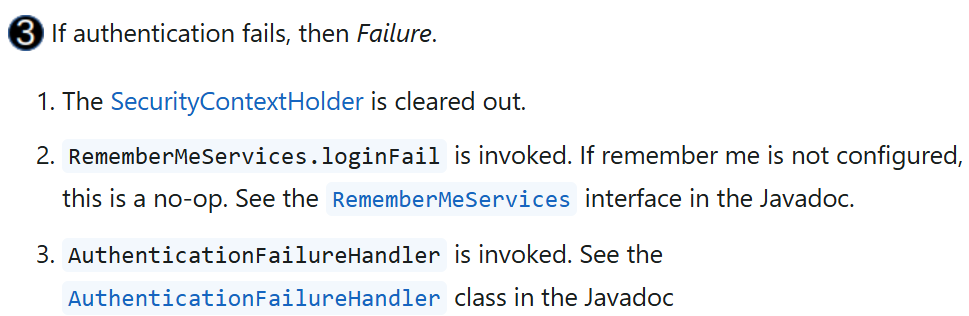 3 If authentication fails, then Failure.
1. The SecurityContextHolder is cleared out.
2. RememberMeServices.loginFail is invoked. If remember me is not configured,
this is a no-op. See the RememberMeServices interface in the Javadoc.
3. AuthenticationFailureHandler is invoked. See the
AuthenticationFailureHandler class in the Javadoc